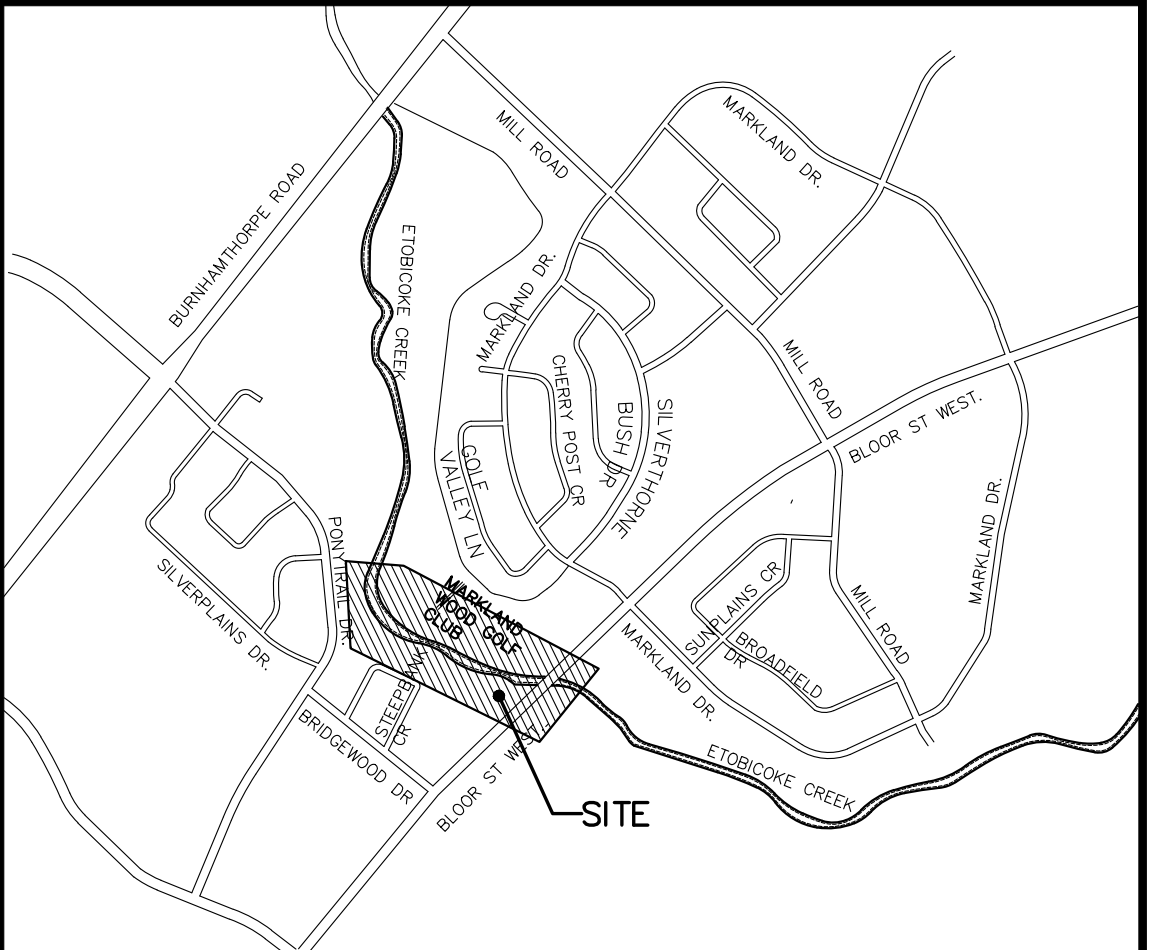 MARKLAND DR.
MILL ROAD
BURNHAMTHORPE ROAD
ETOBICOKE CREEK
MARKLAND DR.
MILL ROAD
CHERRY POST CR
BUSH DR
SILVERTHORNE
BLOOR ST WEST.
GOLF
VALLEY LN
MARKLAND DR.
PONYTRAIL DR.
SILVERPLAINS DR.
MARKLAND
WOOD GOLF
CLUB
SUNPLAINS CR
MILL ROAD
BROADFIELD
DR
MARKLAND DR.
STEEPBANK
CR
BRIDGEWOOD DR
BLOOR ST WEST.
ETOBICOKE CREEK
SITE